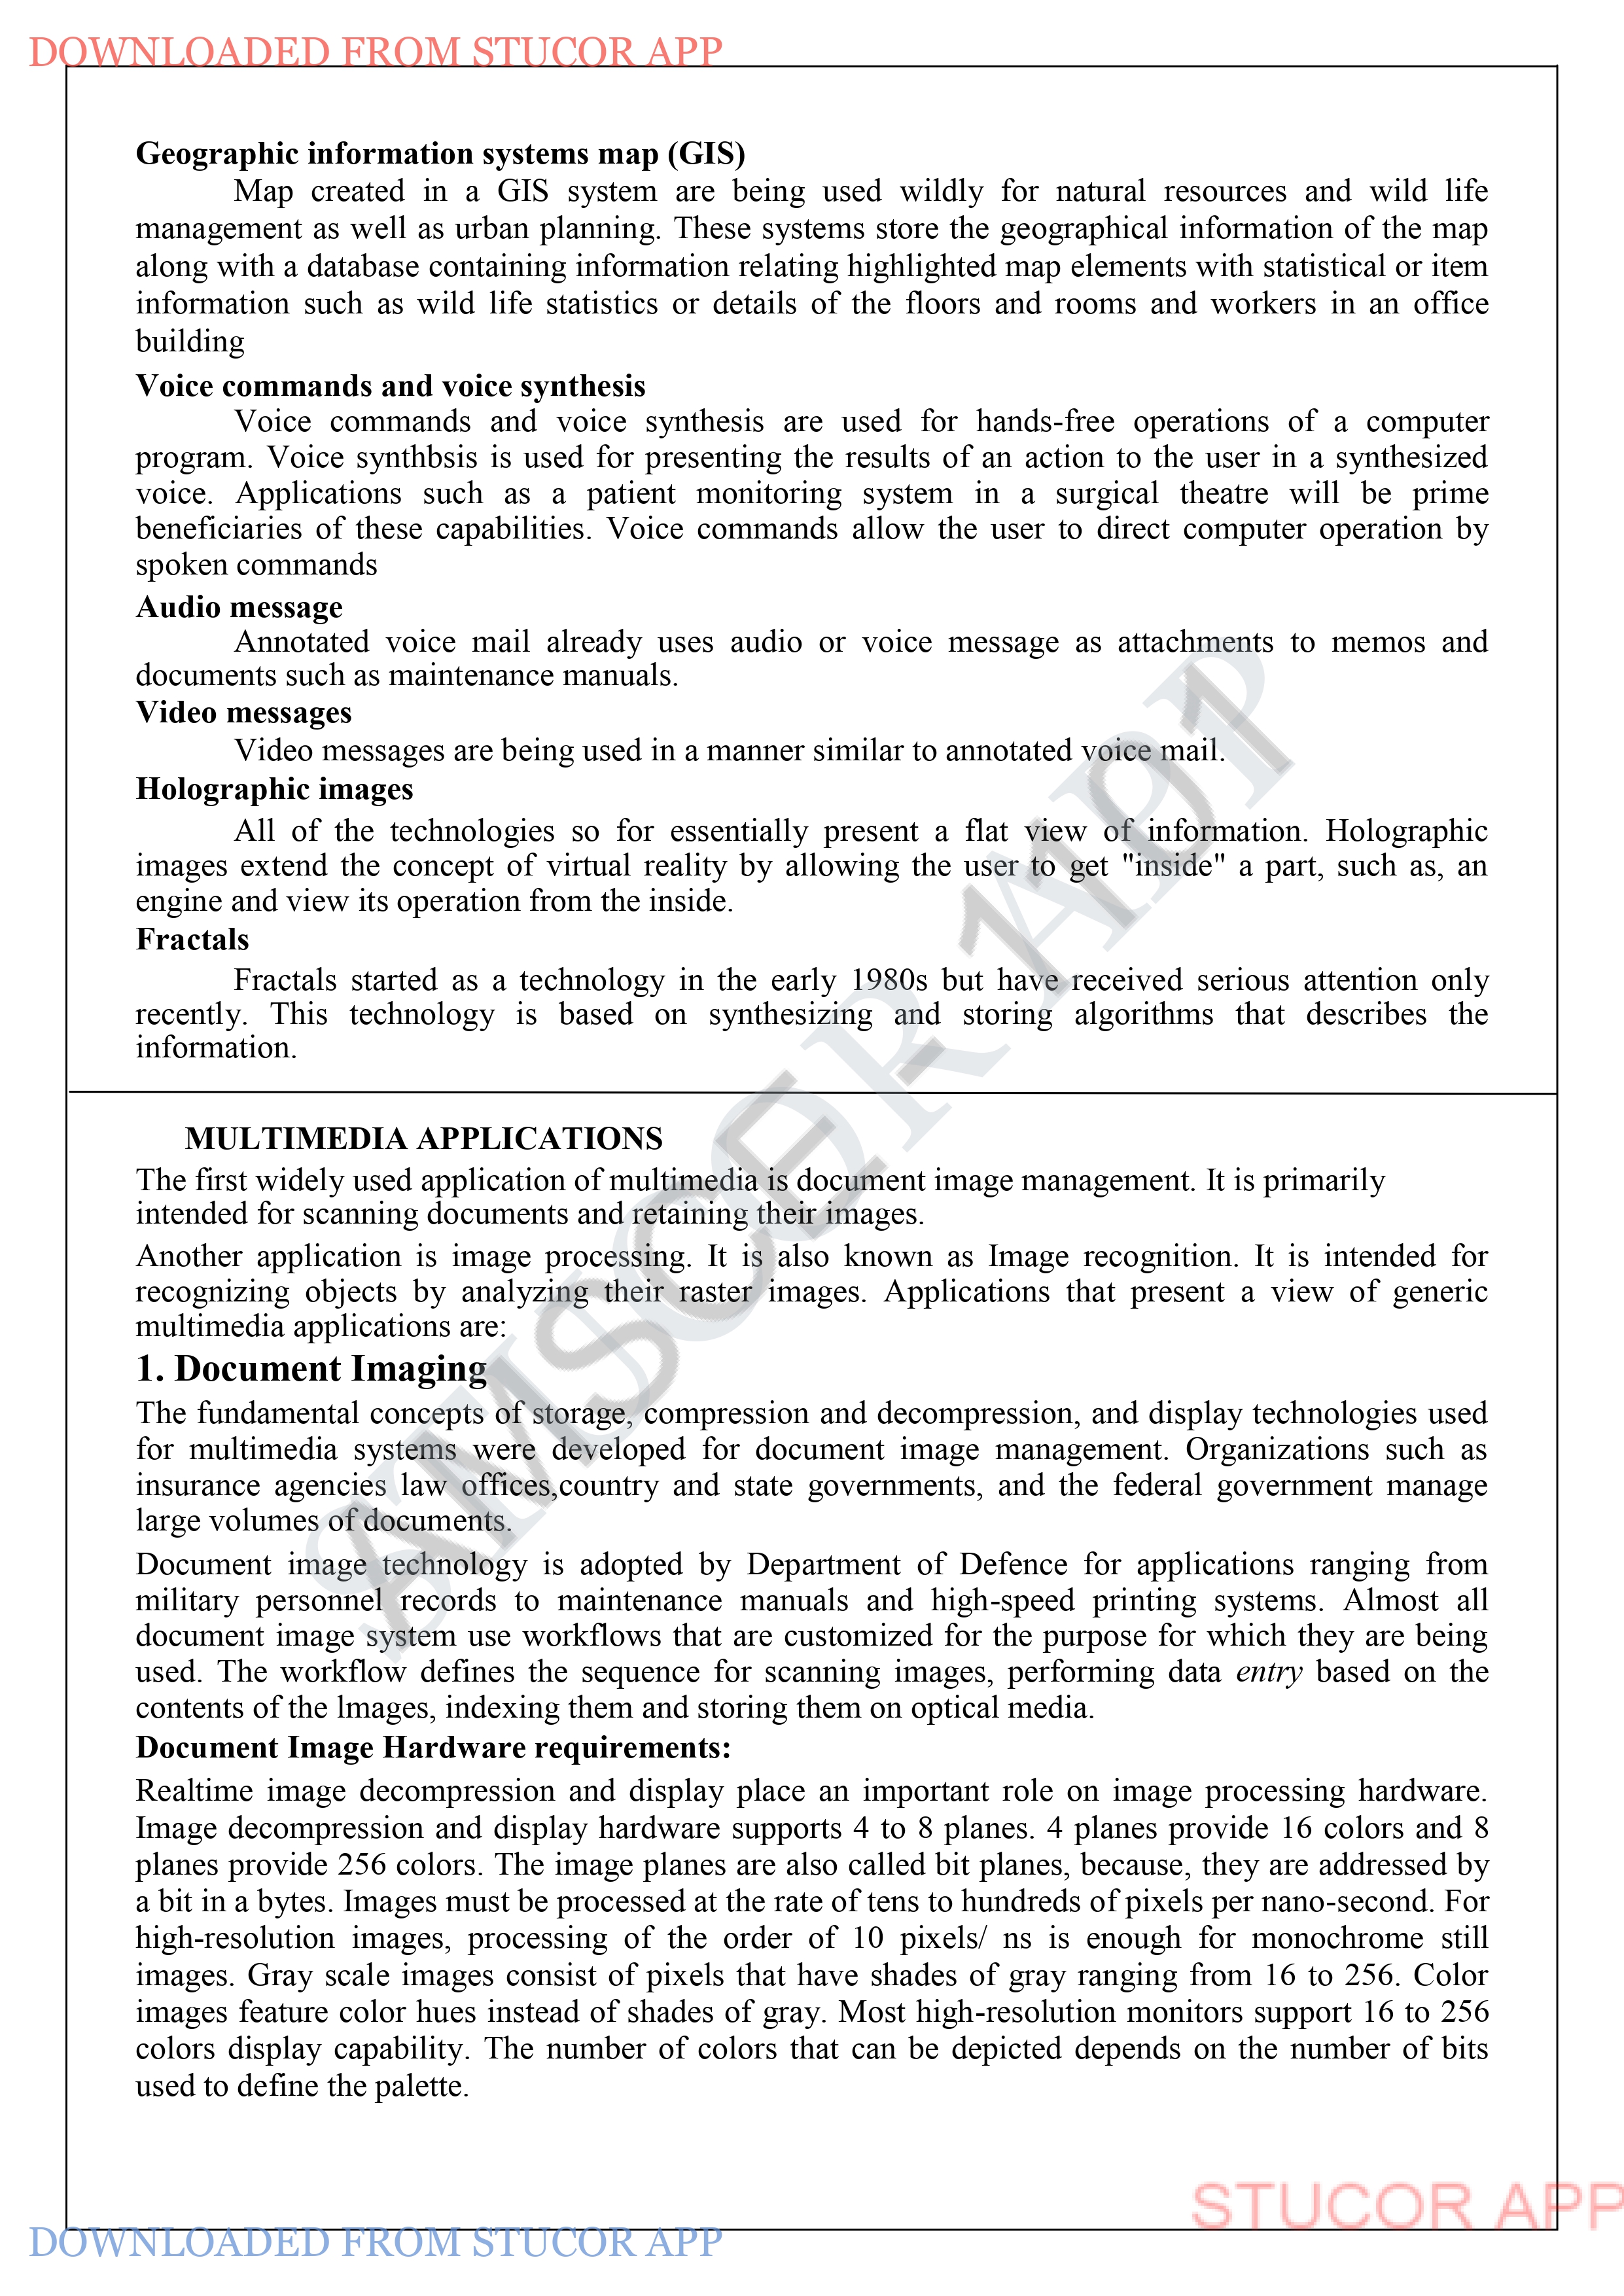 DOWNLOADED FROM STUCOR APP
Geographic information systems map (GIS)
Map created in a GIS system are being used wildly for natural resources and wild life
management as well as urban planning. These systems store the geographical information of the map
along with a database containing information relating highlighted map elements with statistical or item
information such as wild life statistics or details of the floors and rooms and workers in an office
building
Voice commands and voice synthesis
Voice commands and voice synthesis are used for hands-free operations of a computer
program. Voice synthbsis is used for presenting the results of an action to the user in a synthesized
voice. Applications such as a patient monitoring system in a surgical theatre will be prime
beneficiaries of these capabilities. Voice commands allow the user to direct computer operation by
spoken commands
Audio message
Annotated voice mail already uses audio or voice message as attachments to memos and
documents such as maintenance manuals.
Video messages
Video messages are being used in a manner similar to annotated voice mail.
Holographic images
All of the technologies so for essentially present a flat view of information. Holographic
images extend the concept of virtual reality by allowing the user to get "inside" a part, such as, an
engine and view its operation from the inside.
Fractals
Fractals started as a technology in the early 1980s but have received serious attention only
recently. This technology is based on synthesizing and storing algorithms that describes the
information.
MULTIMEDIA APPLICATIONS
The first widely used application of multimedia is document image management. It is primarily
intended for scanning documents and retaining their images.
Another application is image processing. It is also known as Image recognition. It is intended for
recognizing objects by analyzing their raster images. Applications that present a view of generic
multimedia applications are:
1. Document Imaging
The fundamental concepts of storage, compression and decompression, and display technologies used
for multimedia systems were developed for document image management. Organizations such as
insurance agencies law offices,country and state governments, and the federal government manage
large volumes of documents.
Document image technology is adopted by Department of Defence for applications ranging from
military personnel records to maintenance manuals and high-speed printing systems. Almost all
document image system use workflows that are customized for the purpose for which they are being
used. The workflow defines the sequence for scanning images, performing data entry based on the
contents of the lmages, indexing them and storing them on optical media.
Document Image Hardware requirements:
Realtime image decompression and display place an important role on image processing hardware.
Image decompression and display hardware supports 4 to 8 planes. 4 planes provide 16 colors and 8
planes provide 256 colors. The image planes are also called bit planes, because, they are addressed by
a bit in a bytes. Images must be processed at the rate of tens to hundreds of pixels per nano-second. For
high-resolution images, processing of the order of 10 pixels/ ns is enough for monochrome still
images. Gray scale images consist of pixels that have shades of gray ranging from 16 to 256. Color
images feature color hues instead of shades of gray. Most high-resolution monitors support 16 to 256
colors display capability. The number of colors that can be depicted depends on the number of bits
used to define the palette.
STUCOR APP
AMSCE-1101
STUCOR APP
DOWNLOADED FROM STUCOR APP